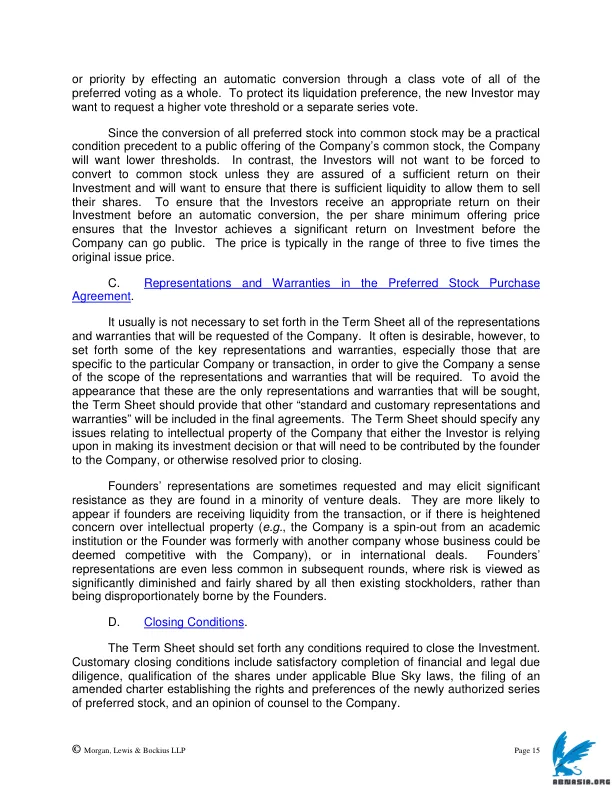 or priority by effecting an automatic conversion through a class vote of all of the
preferred voting as a whole.  To protect its liquidation preference, the new Investor may
want to request a higher vote threshold or a separate series vote.
Since the conversion of all preferred stock into common stock may be a practical
condition precedent to a public offering of the Company's common stock, the Company
will want lower thresholds.  In contrast, the Investors will not want to be forced to
convert to common stock unless they are assured of a sufficient return on their
Investment and will want to ensure that there is sufficient liquidity to allow them to sell
their shares.  To ensure that the Investors receive an appropriate return on their
Investment before an automatic conversion, the per share minimum offering price
ensures that the Investor achieves a significant return on Investment before the
Company can go public.  The price is typically in the range of three to five times the
original issue price.
C. Representations and Warranties in the Preferred Stock Purchase
Agreement.
It usually is not necessary to set forth in the Term Sheet all of the representations
and warranties that will be requested of the Company.  It often is desirable, however, to
set forth some of the key representations and warranties, especially those that are
specific to the particular Company or transaction, in order to give the Company a sense
of the scope of the representations and warranties that will be required.  To avoid the
appearance that these are the only representations and warranties that will be sought,
the Term Sheet should provide that other “standard and customary representations and
warranties” will be included in the final agreements.  The Term Sheet should specify any
issues relating to intellectual property of the Company that either the Investor is relying
upon in making its investment decision or that will need to be contributed by the founder
to the Company, or otherwise resolved prior to closing.
Founders' representations are sometimes requested and may elicit significant
resistance as they are found in a minority of venture deals.  They are more likely to
appear if founders are receiving liquidity from the transaction, or if there is heightened
concern over intellectual property (e.g., the Company is a spin-out from an academic
institution or the Founder was formerly with another company whose business could be
deemed competitive with the Company), or in international deals.  Founders'
representations are even less common in subsequent rounds, where risk is viewed as
significantly diminished and fairly shared by all then existing stockholders, rather than
being disproportionately borne by the Founders.
D. Closing Conditions.
The Term Sheet should set forth any conditions required to close the Investment.
Customary closing conditions include satisfactory completion of financial and legal due
diligence, qualification of the shares under applicable Blue Sky laws, the filing of an
amended charter establishing the rights and preferences of the newly authorized series
of preferred stock, and an opinion of counsel to the Company.
© Morgan, Lewis & Bockius LLP Page 15
ABNASIA.ORG